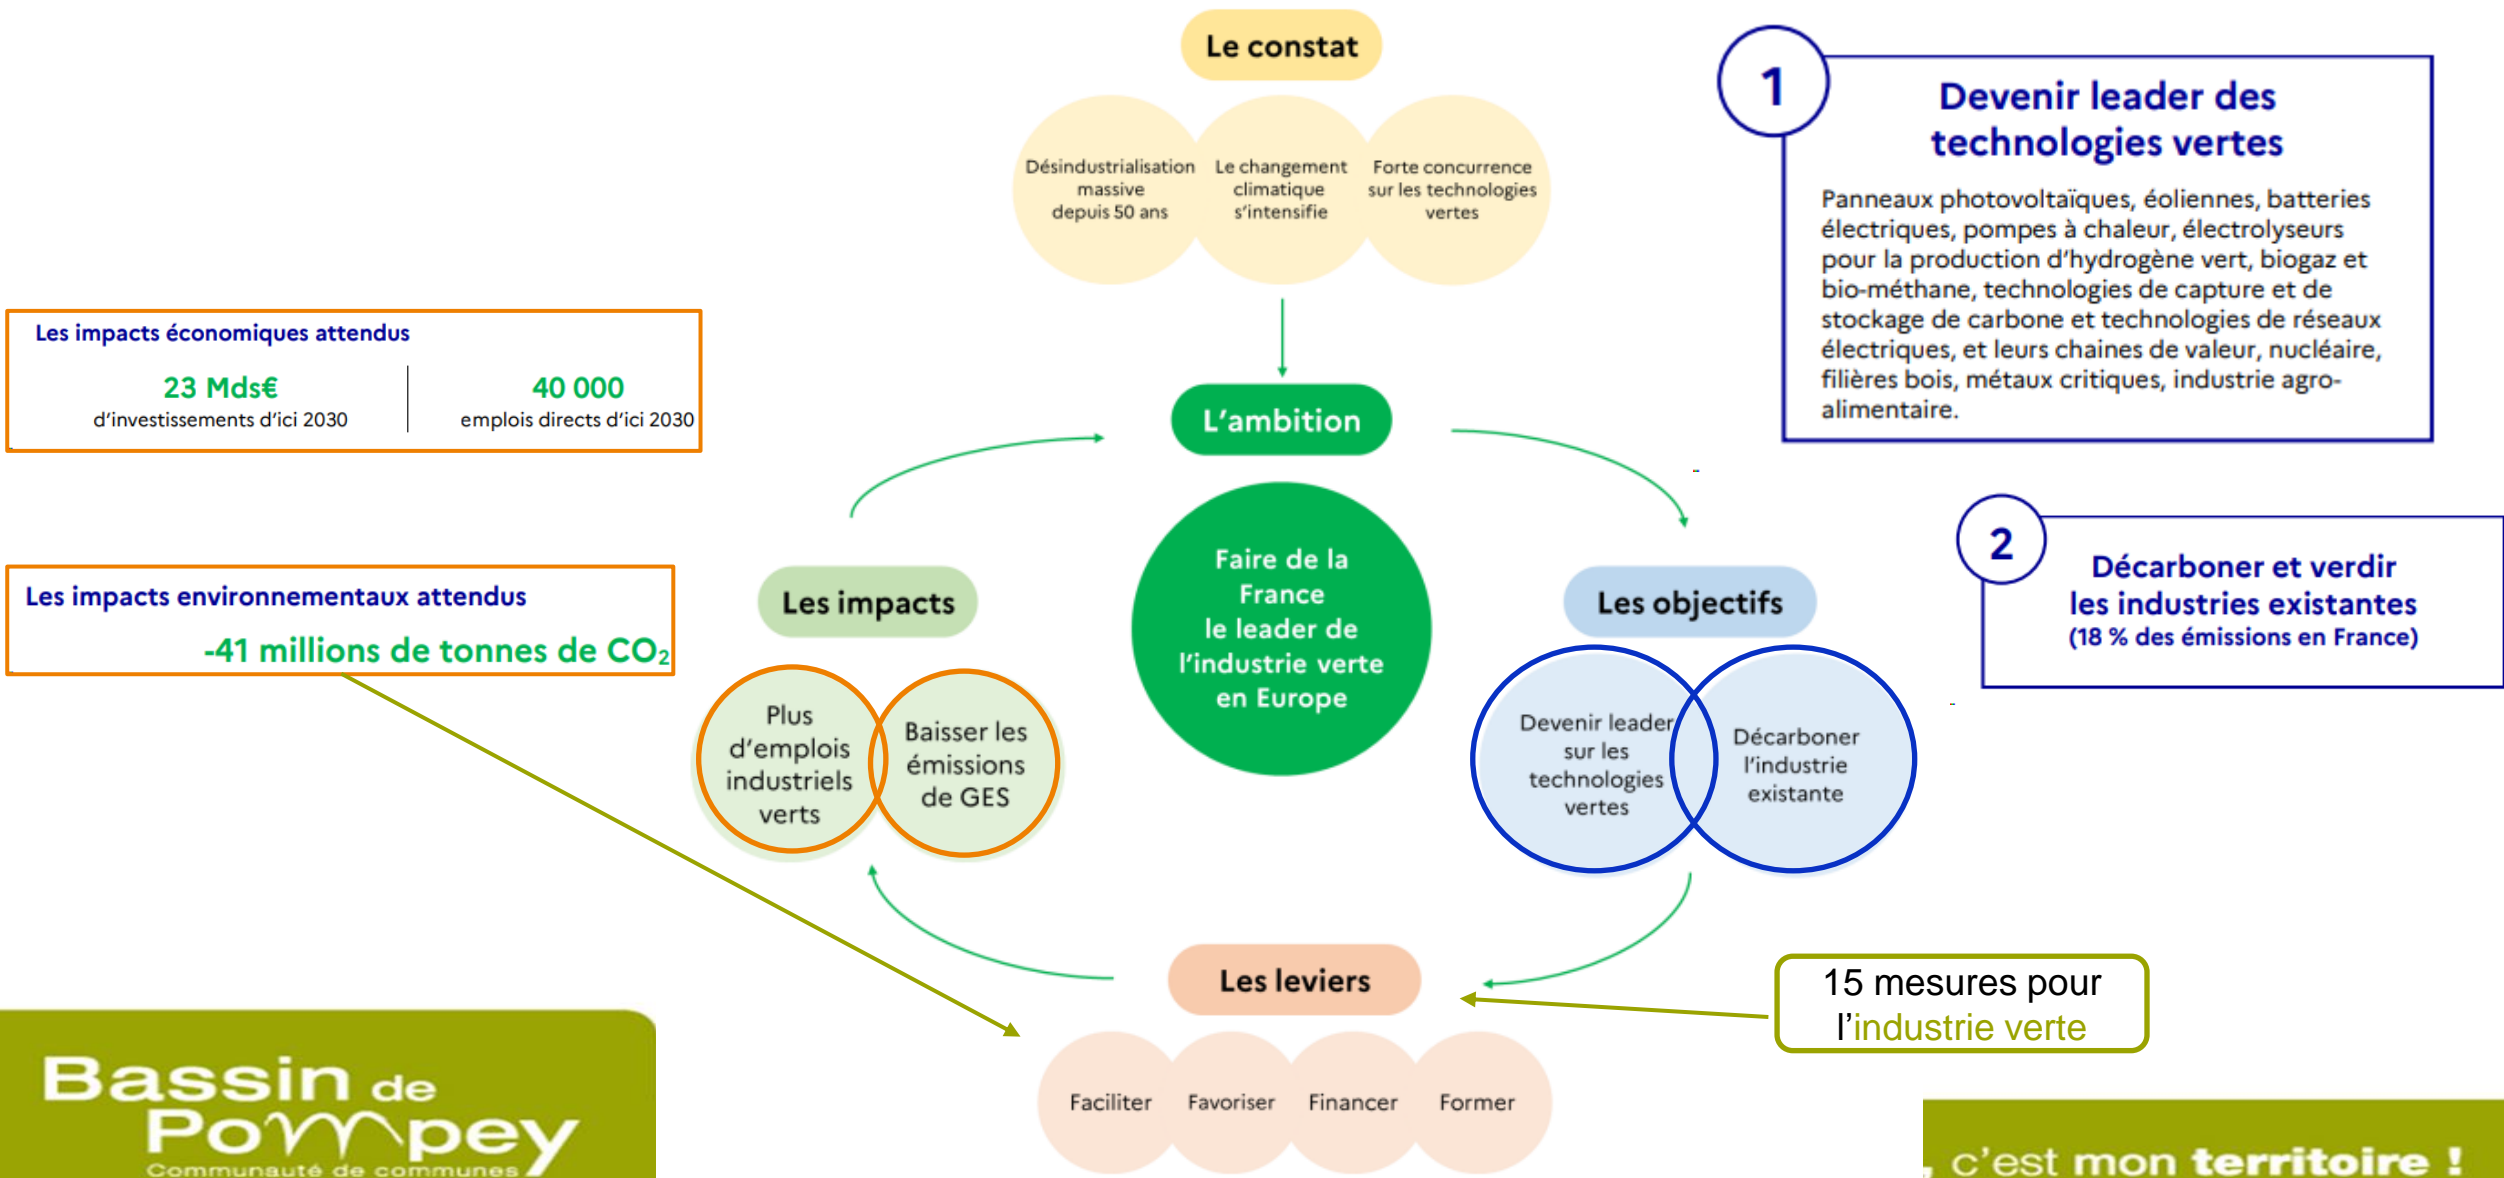 Le constat
Désindustrialisation
massive
depuis 50 ans
Le changement
climatique
s’intensifie
Forte concurrence
sur les technologies
vertes
1
Devenir leader des
technologies vertes
Panneaux photovoltaïques, éoliennes, batteries
électriques, pompes à chaleur, électrolyseurs
pour la production d’hydrogène vert, biogaz et
bio-méthane, technologies de capture et de
stockage de carbone et technologies de réseaux
électriques, et leurs chaines de valeur, nucléaire,
filières bois, métaux critiques, industrie agro-
alimentaire.
Les impacts économiques attendus
23 Mds€
d’investissements d’ici 2030
40 000
emplois directs d’ici 2030
L’ambition
Faire de la
France
le leader de
l’industrie verte
en Europe
2
Décarboner et verdir
les industries existantes
(18 % des émissions en France)
Les impacts environnementaux attendus
-41 millions de tonnes de CO₂
Les impacts
Plus
d’emplois
industriels
verts
Baisser les
émissions
de GES
Les objectifs
Devenir leader
sur les
technologies
vertes
Décarboner
l’industrie
existante
Les leviers
Faciliter
Favoriser
Financer
Former
15 mesures pour
l’industrie verte
Bassin de
Pompey
Communauté de communes
, c’est mon territoire !